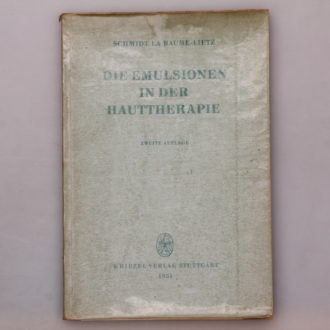 SCHMIDT-LA BAUME-LIETZ
DIE EMULSIONEN
IN DER
HAUTTHERAPIE
ZWEITE AUFLAGE
S. HIRZEL VERLAG STUTTGART